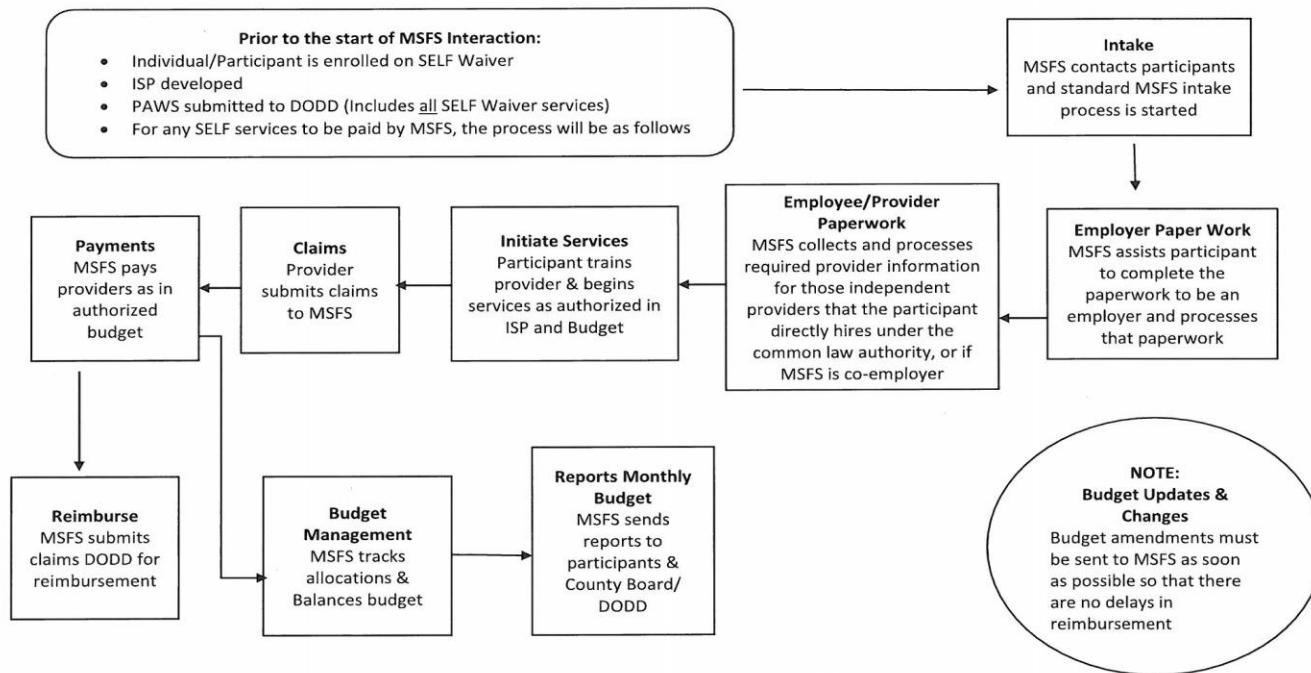 Prior to the start of MSFS Interaction:
• Individual/Participant is enrolled on SELF Waiver
• ISP developed
• PAWS submitted to DODD (Includes all SELF Waiver services)
• For any SELF services to be paid by MSFS, the process will be as follows
Intake
MSFS contacts participants
and standard MSFS intake
process is started
Employer Paper Work
MSFS assists participant
to complete the
paperwork to be an
employer and processes
that paperwork
Employee/Provider
Paperwork
MSFS collects and processes
required provider information
for those independent
providers that the participant
directly hires under the
common law authority, or if
MSFS is co-employer
Initiate Services
Participant trains
provider & begins
services as authorized in
ISP and Budget
Claims
Provider
submits claims
to MSFS
Payments
MSFS pays
providers as in
authorized
budget
Reimburse
MSFS submits
claims DODD for
reimbursement
Budget
Management
MSFS tracks
allocations &
Balances budget
Reports Monthly
Budget
MSFS sends
reports to
participants &
County Board/
DODD
NOTE:
Budget Updates &
Changes
Budget amendments must
be sent to MSFS as soon
as possible so that there
are no delays in
reimbursement